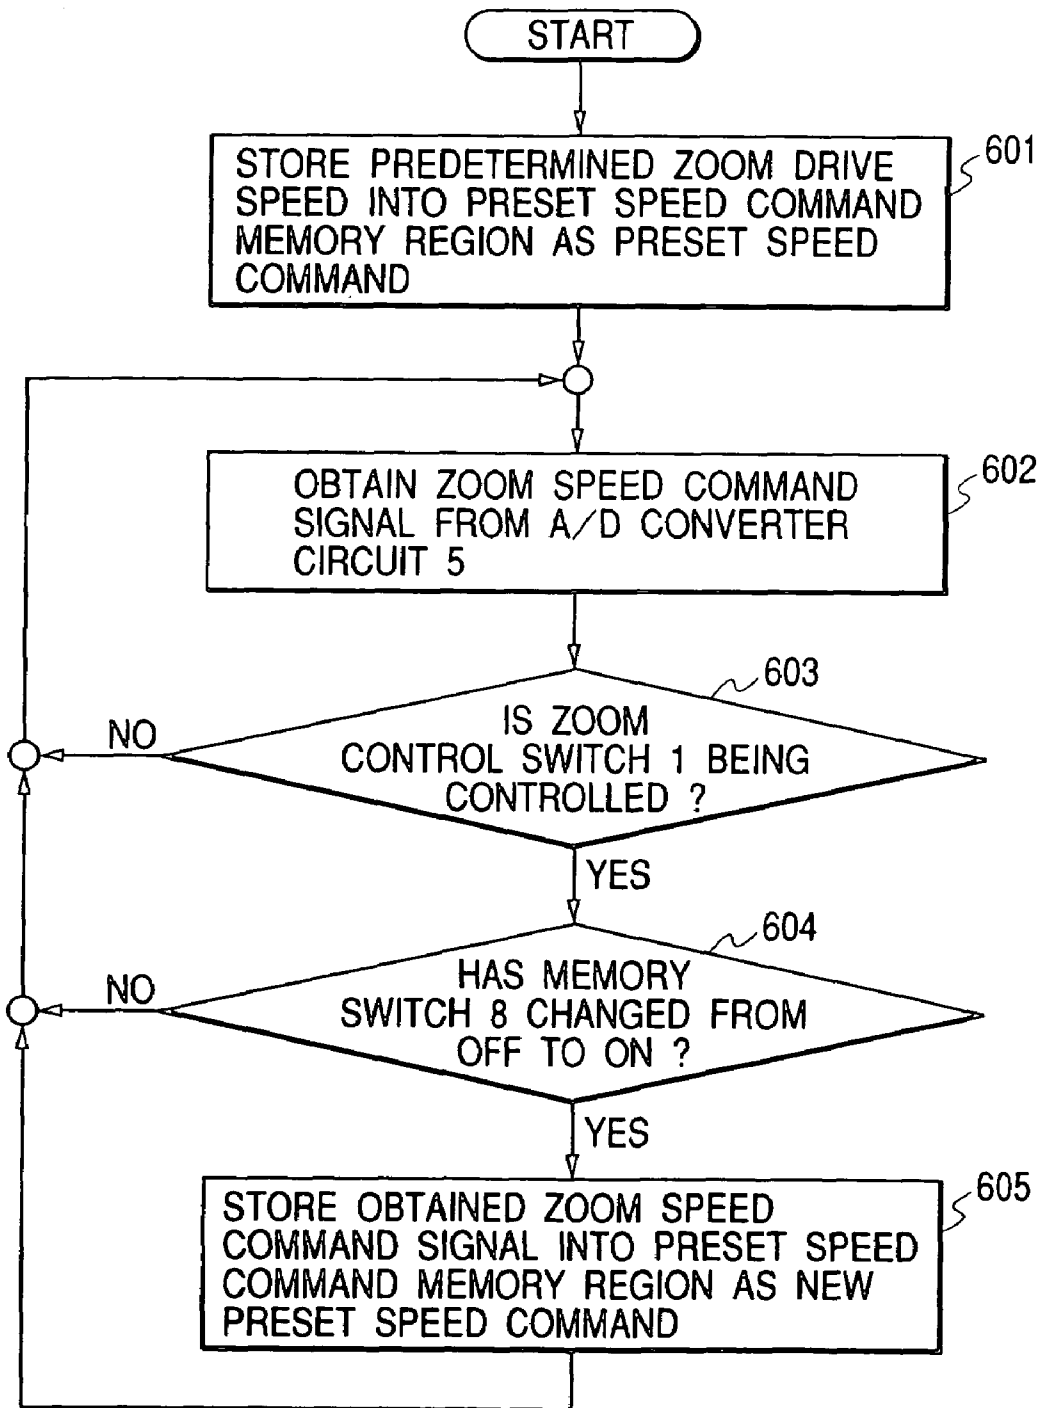 START
601
STORE PREDETERMINED ZOOM DRIVE
SPEED INTO PRESET SPEED COMMAND
MEMORY REGION AS PRESET SPEED
COMMAND
602
OBTAIN ZOOM SPEED COMMAND
SIGNAL FROM A/D CONVERTER
CIRCUIT 5
603
NO
IS ZOOM
CONTROL SWITCH 1 BEING
CONTROLLED ?
YES
604
NO
HAS MEMORY
SWITCH 8 CHANGED FROM
OFF TO ON ?
YES
605
STORE OBTAINED ZOOM SPEED
COMMAND SIGNAL INTO PRESET SPEED
COMMAND MEMORY REGION AS NEW
PRESET SPEED COMMAND